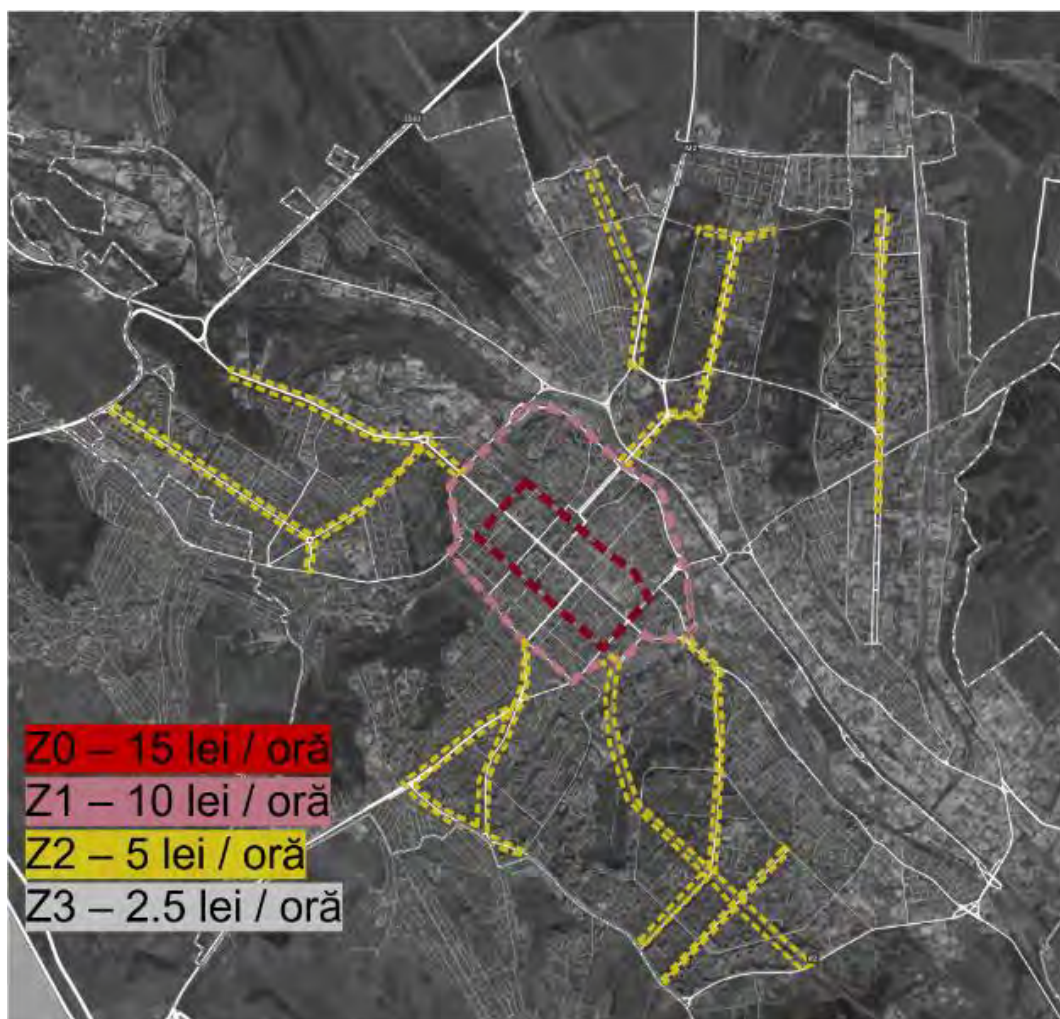 Z0 – 15 lei / oră
Z1 – 10 lei / oră
Z2 – 5 lei / oră
Z3 – 2.5 lei / oră